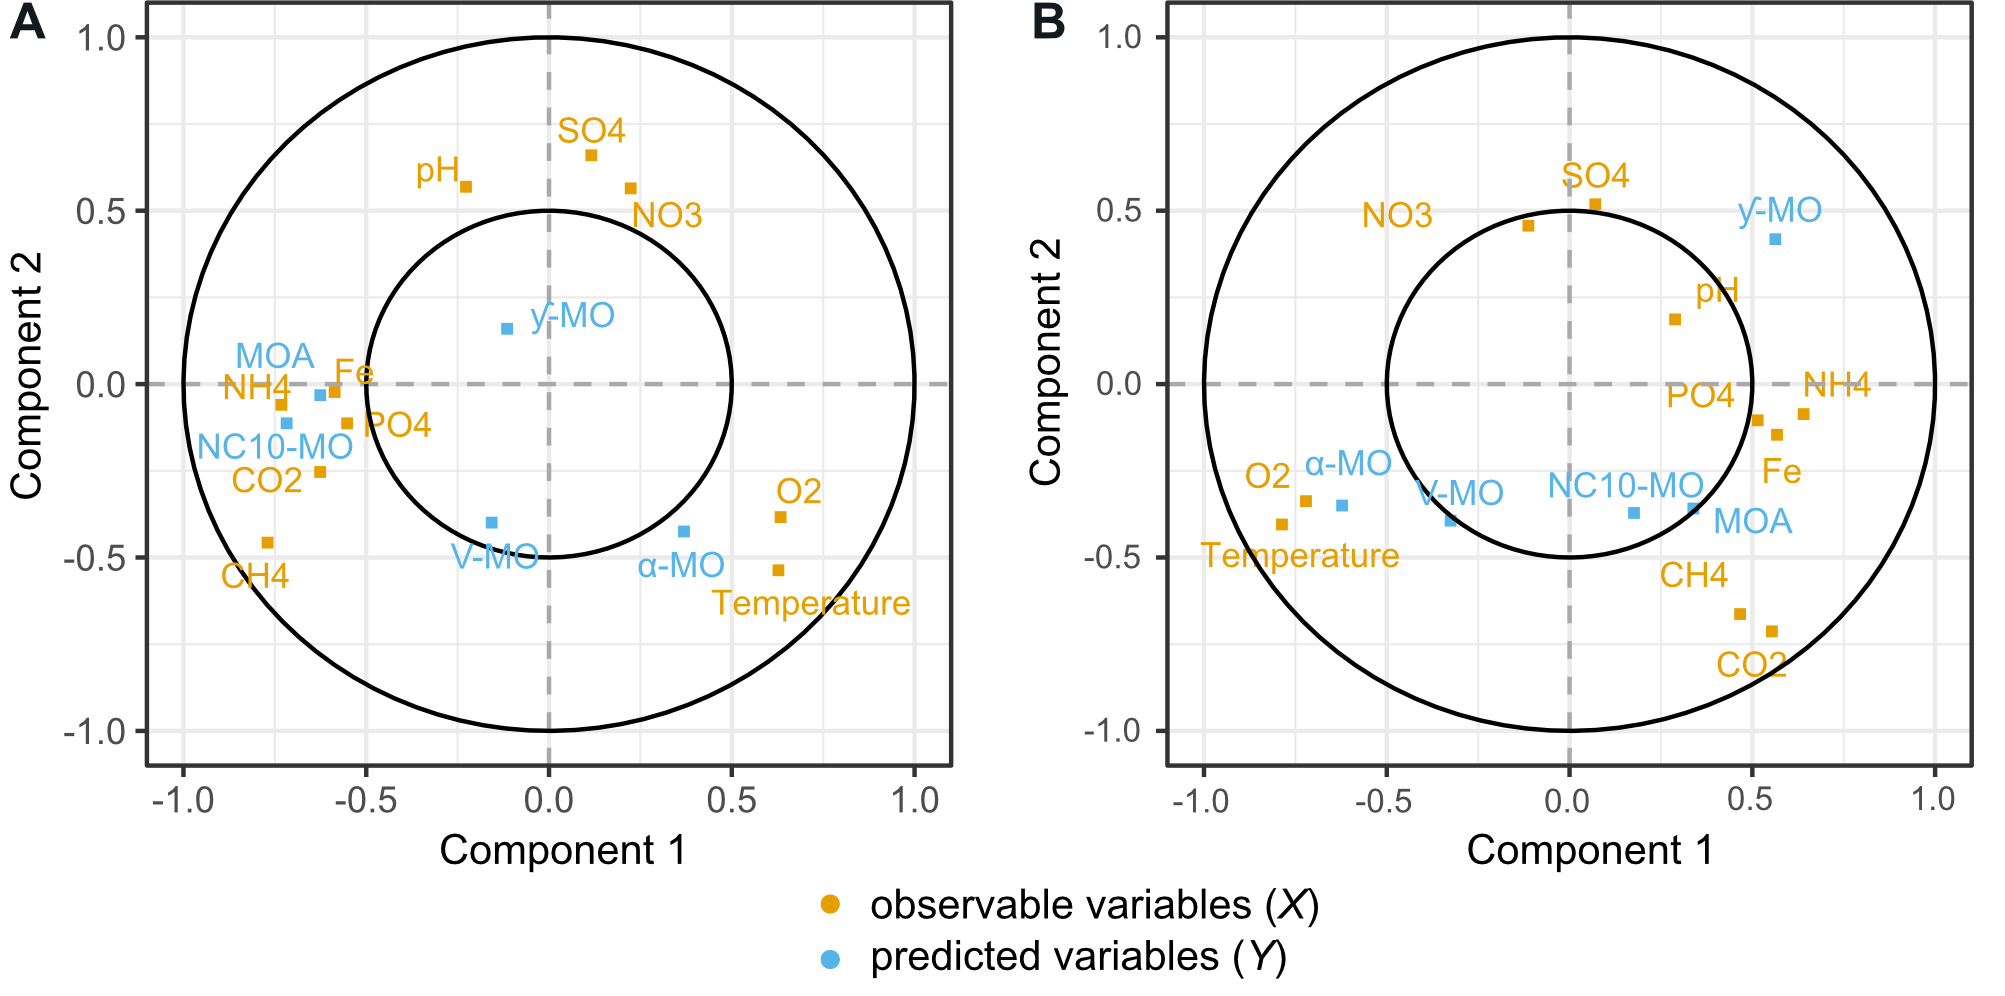 A
1.0
0.5
0.0
-0.5
-1.0
Component 2
SO4
pH
NO3
ƴ-MO
MOA
Fe
NH4
PO4
NC10-MO
CO2
O2
V-MO
α-MO
CH4
Temperature
-1.0
-0.5
0.0
0.5
1.0
Component 1
B
1.0
0.5
0.0
-0.5
-1.0
Component 2
SO4
NO3
ƴ-MO
pH
NH4
PO4
α-MO
O2
Fe
V-MO
NC10-MO
MOA
Temperature
CH4
CO2
-1.0
-0.5
0.0
0.5
1.0
Component 1
observable variables (X)
predicted variables (Y)